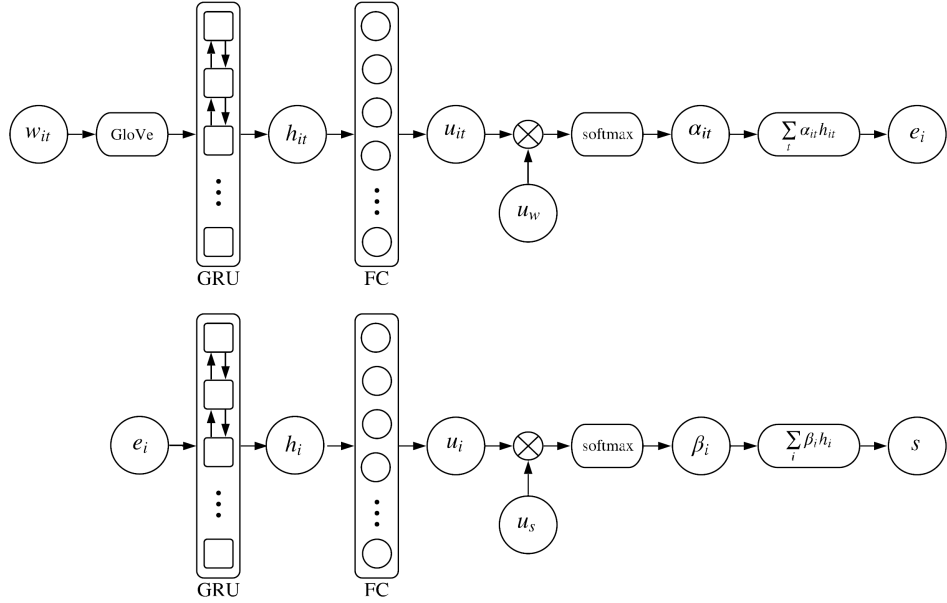 w_it GloVe h_it u_it softmax α_it ∑_t α_it h_it e_i
u_w
GRU FC
e_i h_i u_i softmax β_i ∑_i β_i h_i s
u_s
GRU FC